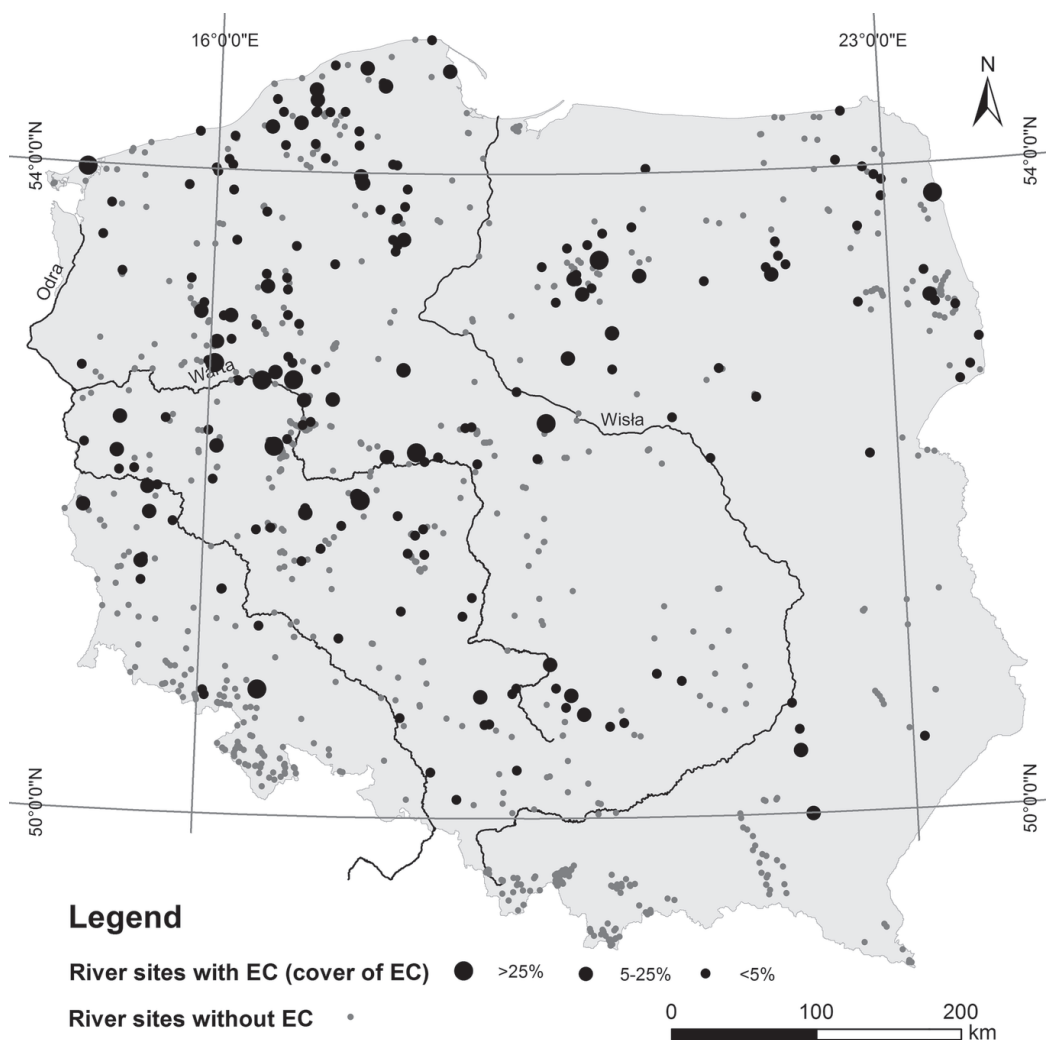 16°0'0"E
23°0'0"E
N
54°0'0"N
54°0'0"N
Odra
Warta
Wisła
50°0'0"N
50°0'0"N
Legend
River sites with EC (cover of EC) >25% 5-25% <5%
River sites without EC
0 100 200
km